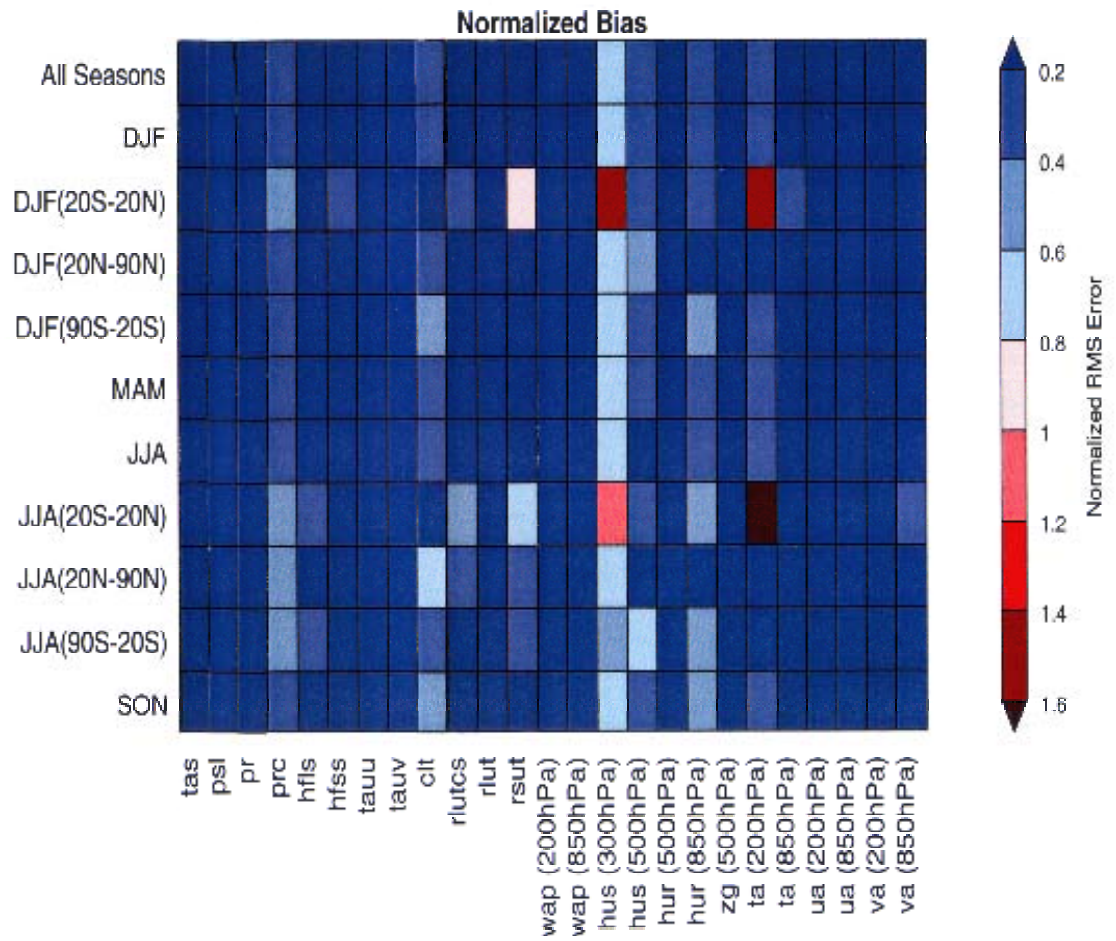 Normalized Bias
All Seasons
DJF
DJF(20S-20N)
DJF(20N-90N)
DJF(90S-20S)
MAM
JJA
JJA(20S-20N)
JJA(20N-90N)
JJA(90S-20S)
SON
tas
psl
pr
prc
hfls
hfss
tauu
tauv
clt
rlutcs
rlut
rsut
wap (200hPa)
wap (850hPa)
hus (300hPa)
hus (500hPa)
hur (500hPa)
hur (850hPa)
zg (500hPa)
ta (200hPa)
ta (850hPa)
ua (200hPa)
ua (850hPa)
va (200hPa)
va (850hPa)
0.2
0.4
0.6
0.8
1
1.2
1.4
1.6
Normalized RMS Error